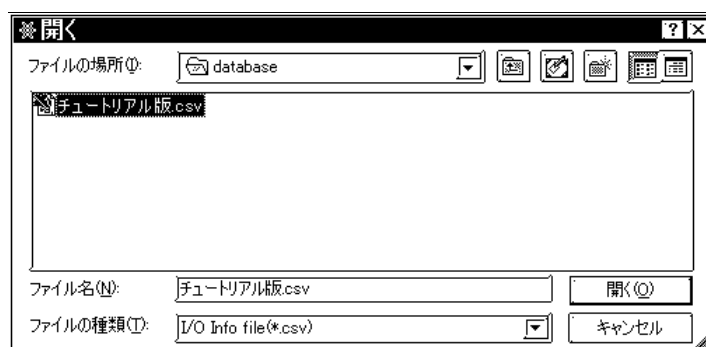 開く
ファイルの場所(I):
database
チュートリアル版.csv
ファイル名(N):
チュートリアル版.csv
開く(O)
ファイルの種類(T):
I/O Info file(*.csv)
キャンセル